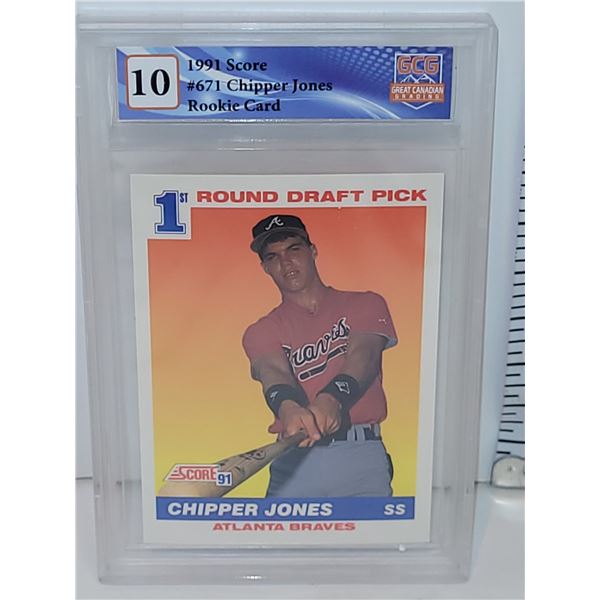 10
1991 Score
#671 Chipper Jones
Rookie Card
GCG
GREAT CANADIAN
GRADING
1ST ROUND DRAFT PICK
A
Braves
SCORE 91
CHIPPER JONES SS
ATLANTA BRAVES